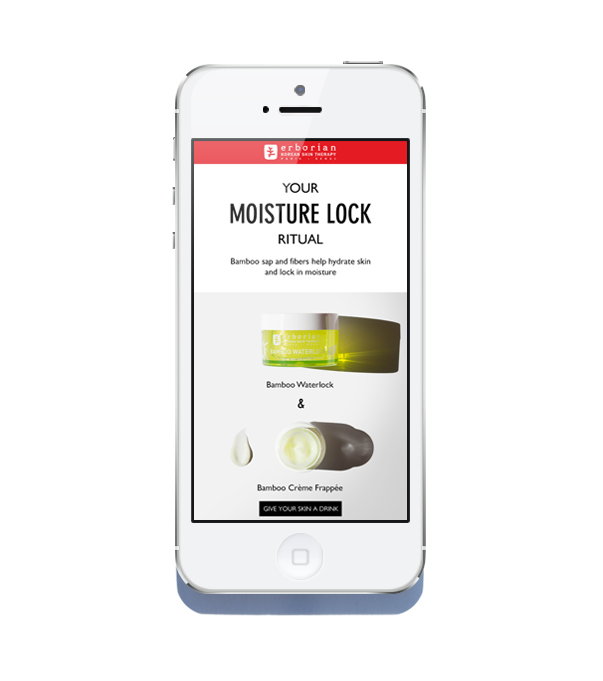 erborian
KOREAN SKIN THERAPY
PARIS - SEOUL
YOUR
MOISTURE LOCK
RITUAL
Bamboo sap and fibers help hydrate skin
and lock in moisture
erborian
BAMBOO WATERLOCK
Bamboo Waterlock
&
Bamboo Crème Frappée
GIVE YOUR SKIN A DRINK